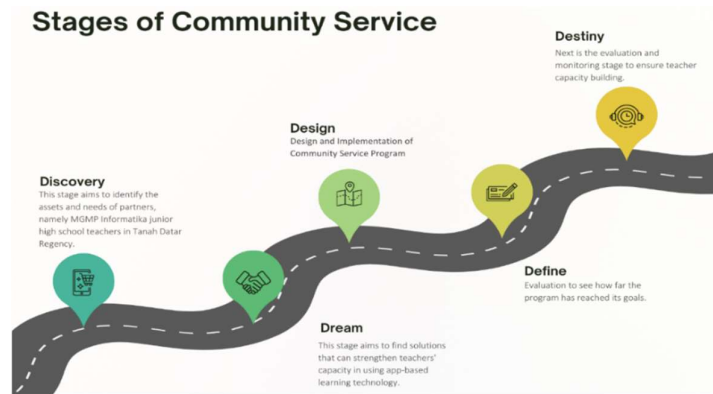 Stages of Community Service
Discovery
This stage aims to identify the
assets and needs of partners,
namely MGMP Informatika junior
high school teachers in Tanah Datar
Regency.
Dream
This stage aims to find solutions
that can strengthen teachers'
capacity in using app-based
learning technology.
Design
Design and Implementation of
Community Service Program
Define
Evaluation to see how far the
program has reached its goals.
Destiny
Next is the evaluation and
monitoring stage to ensure teacher
capacity building.